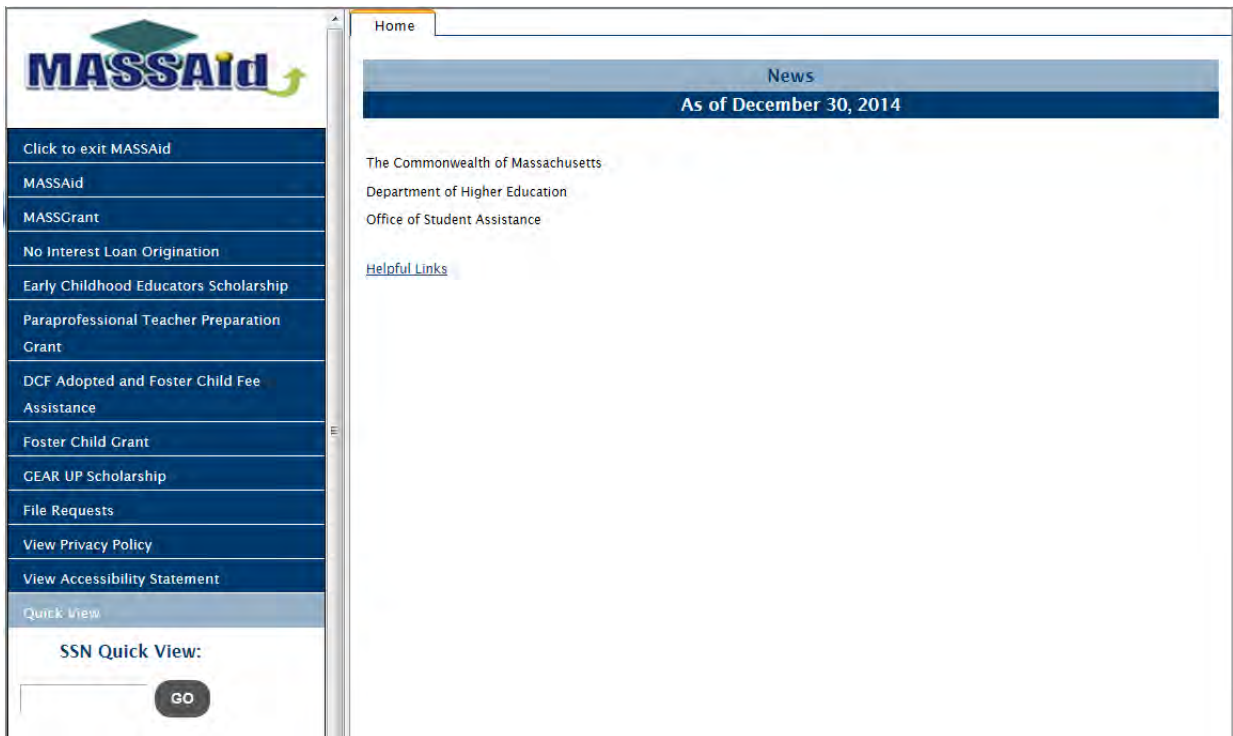 MASSAid
Click to exit MASSAid
MASSAid
MASSGrant
No Interest Loan Origination
Early Childhood Educators Scholarship
Paraprofessional Teacher Preparation
Grant
DCF Adopted and Foster Child Fee
Assistance
Foster Child Grant
GEAR UP Scholarship
File Requests
View Privacy Policy
View Accessibility Statement
Quick View
SSN Quick View:
GO
Home
News
As of December 30, 2014
The Commonwealth of Massachusetts
Department of Higher Education
Office of Student Assistance
Helpful Links